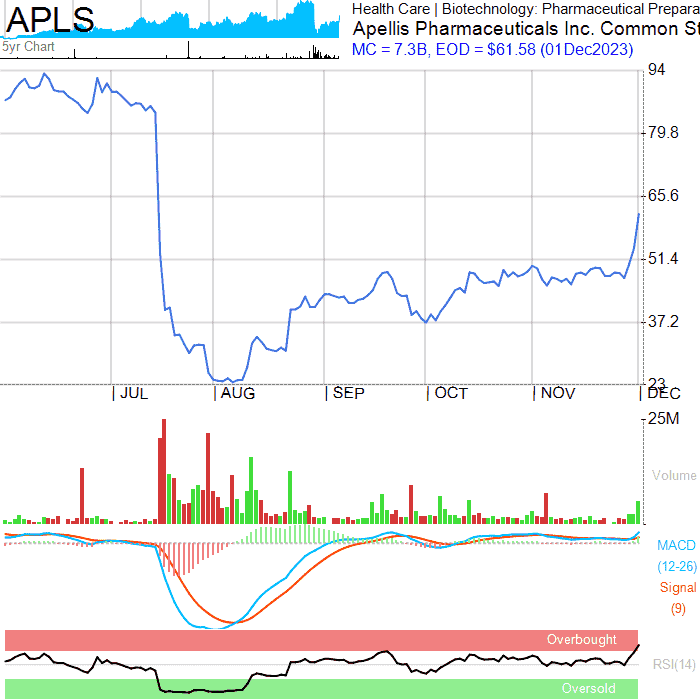 APLS
5yr Chart
Health Care | Biotechnology: Pharmaceutical Prepara
Apellis Pharmaceuticals Inc. Common St
MC = 7.3B, EOD = $61.58 (01Dec2023)
94
79.8
65.6
51.4
37.2
23
JUL AUG SEP OCT NOV DEC
25M
Volume
MACD
(12-26)
Signal
(9)
Overbought
RSI(14)
Oversold